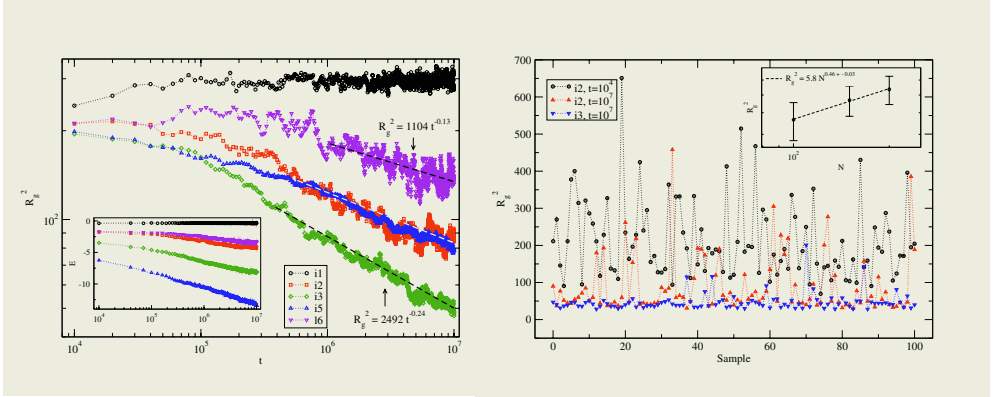 R_g^2
10^2
R_g^2 = 1104 t^-0.13
R_g^2 = 2492 t^-0.24
0
-5
-10
E
10^4
10^5
10^6
10^7
i1
i2
i3
i5
i6
10^4
10^5
10^6
10^7
t
700
600
500
400
300
200
100
0
R_g^2
i2, t=10^4
i2, t=10^7
i3, t=10^7
R_g^2 = 5.8 N^0.46 +- 0.03
R_g^2
10^2
N
0
20
40
60
80
100
Sample